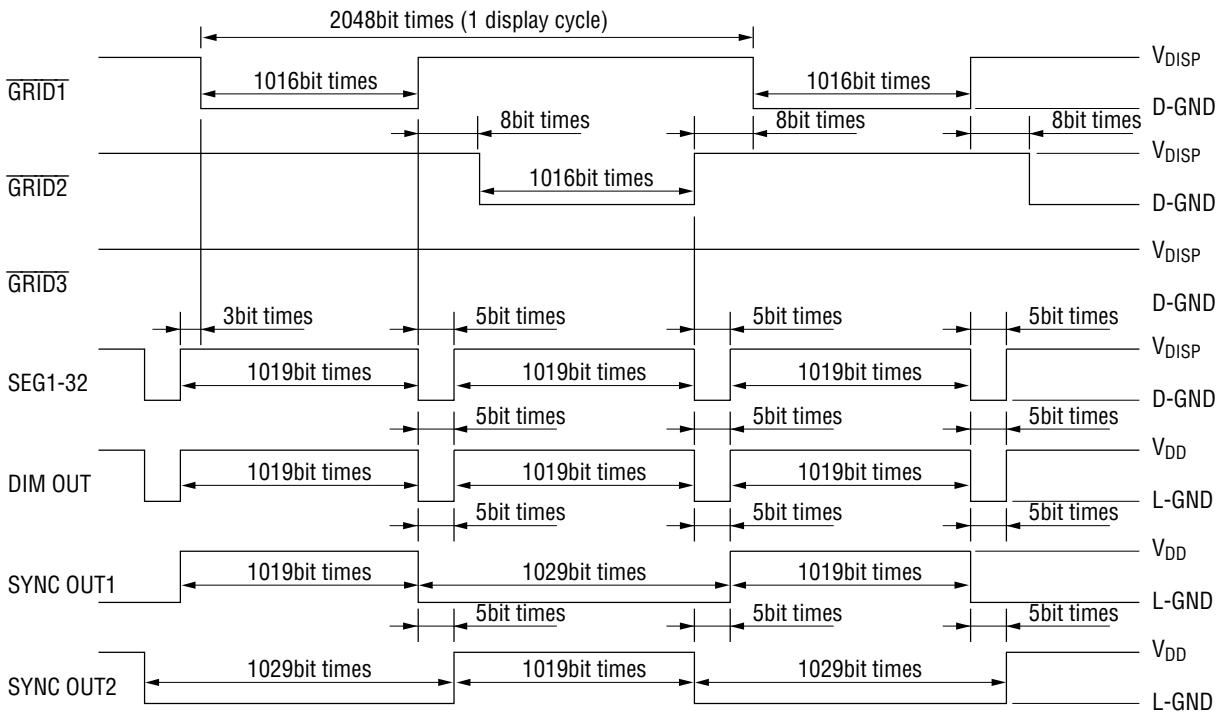 2048bit times (1 display cycle)
GRID1
1016bit times
1016bit times
VDISP
D-GND
8bit times
8bit times
8bit times
GRID2
1016bit times
VDISP
D-GND
GRID3
VDISP
D-GND
3bit times
5bit times
5bit times
5bit times
SEG1-32
1019bit times
1019bit times
1019bit times
VDISP
D-GND
5bit times
5bit times
5bit times
DIM OUT
1019bit times
1019bit times
1019bit times
VDD
L-GND
5bit times
5bit times
5bit times
SYNC OUT1
1019bit times
1029bit times
1019bit times
VDD
L-GND
5bit times
5bit times
5bit times
SYNC OUT2
1029bit times
1019bit times
1029bit times
VDD
L-GND